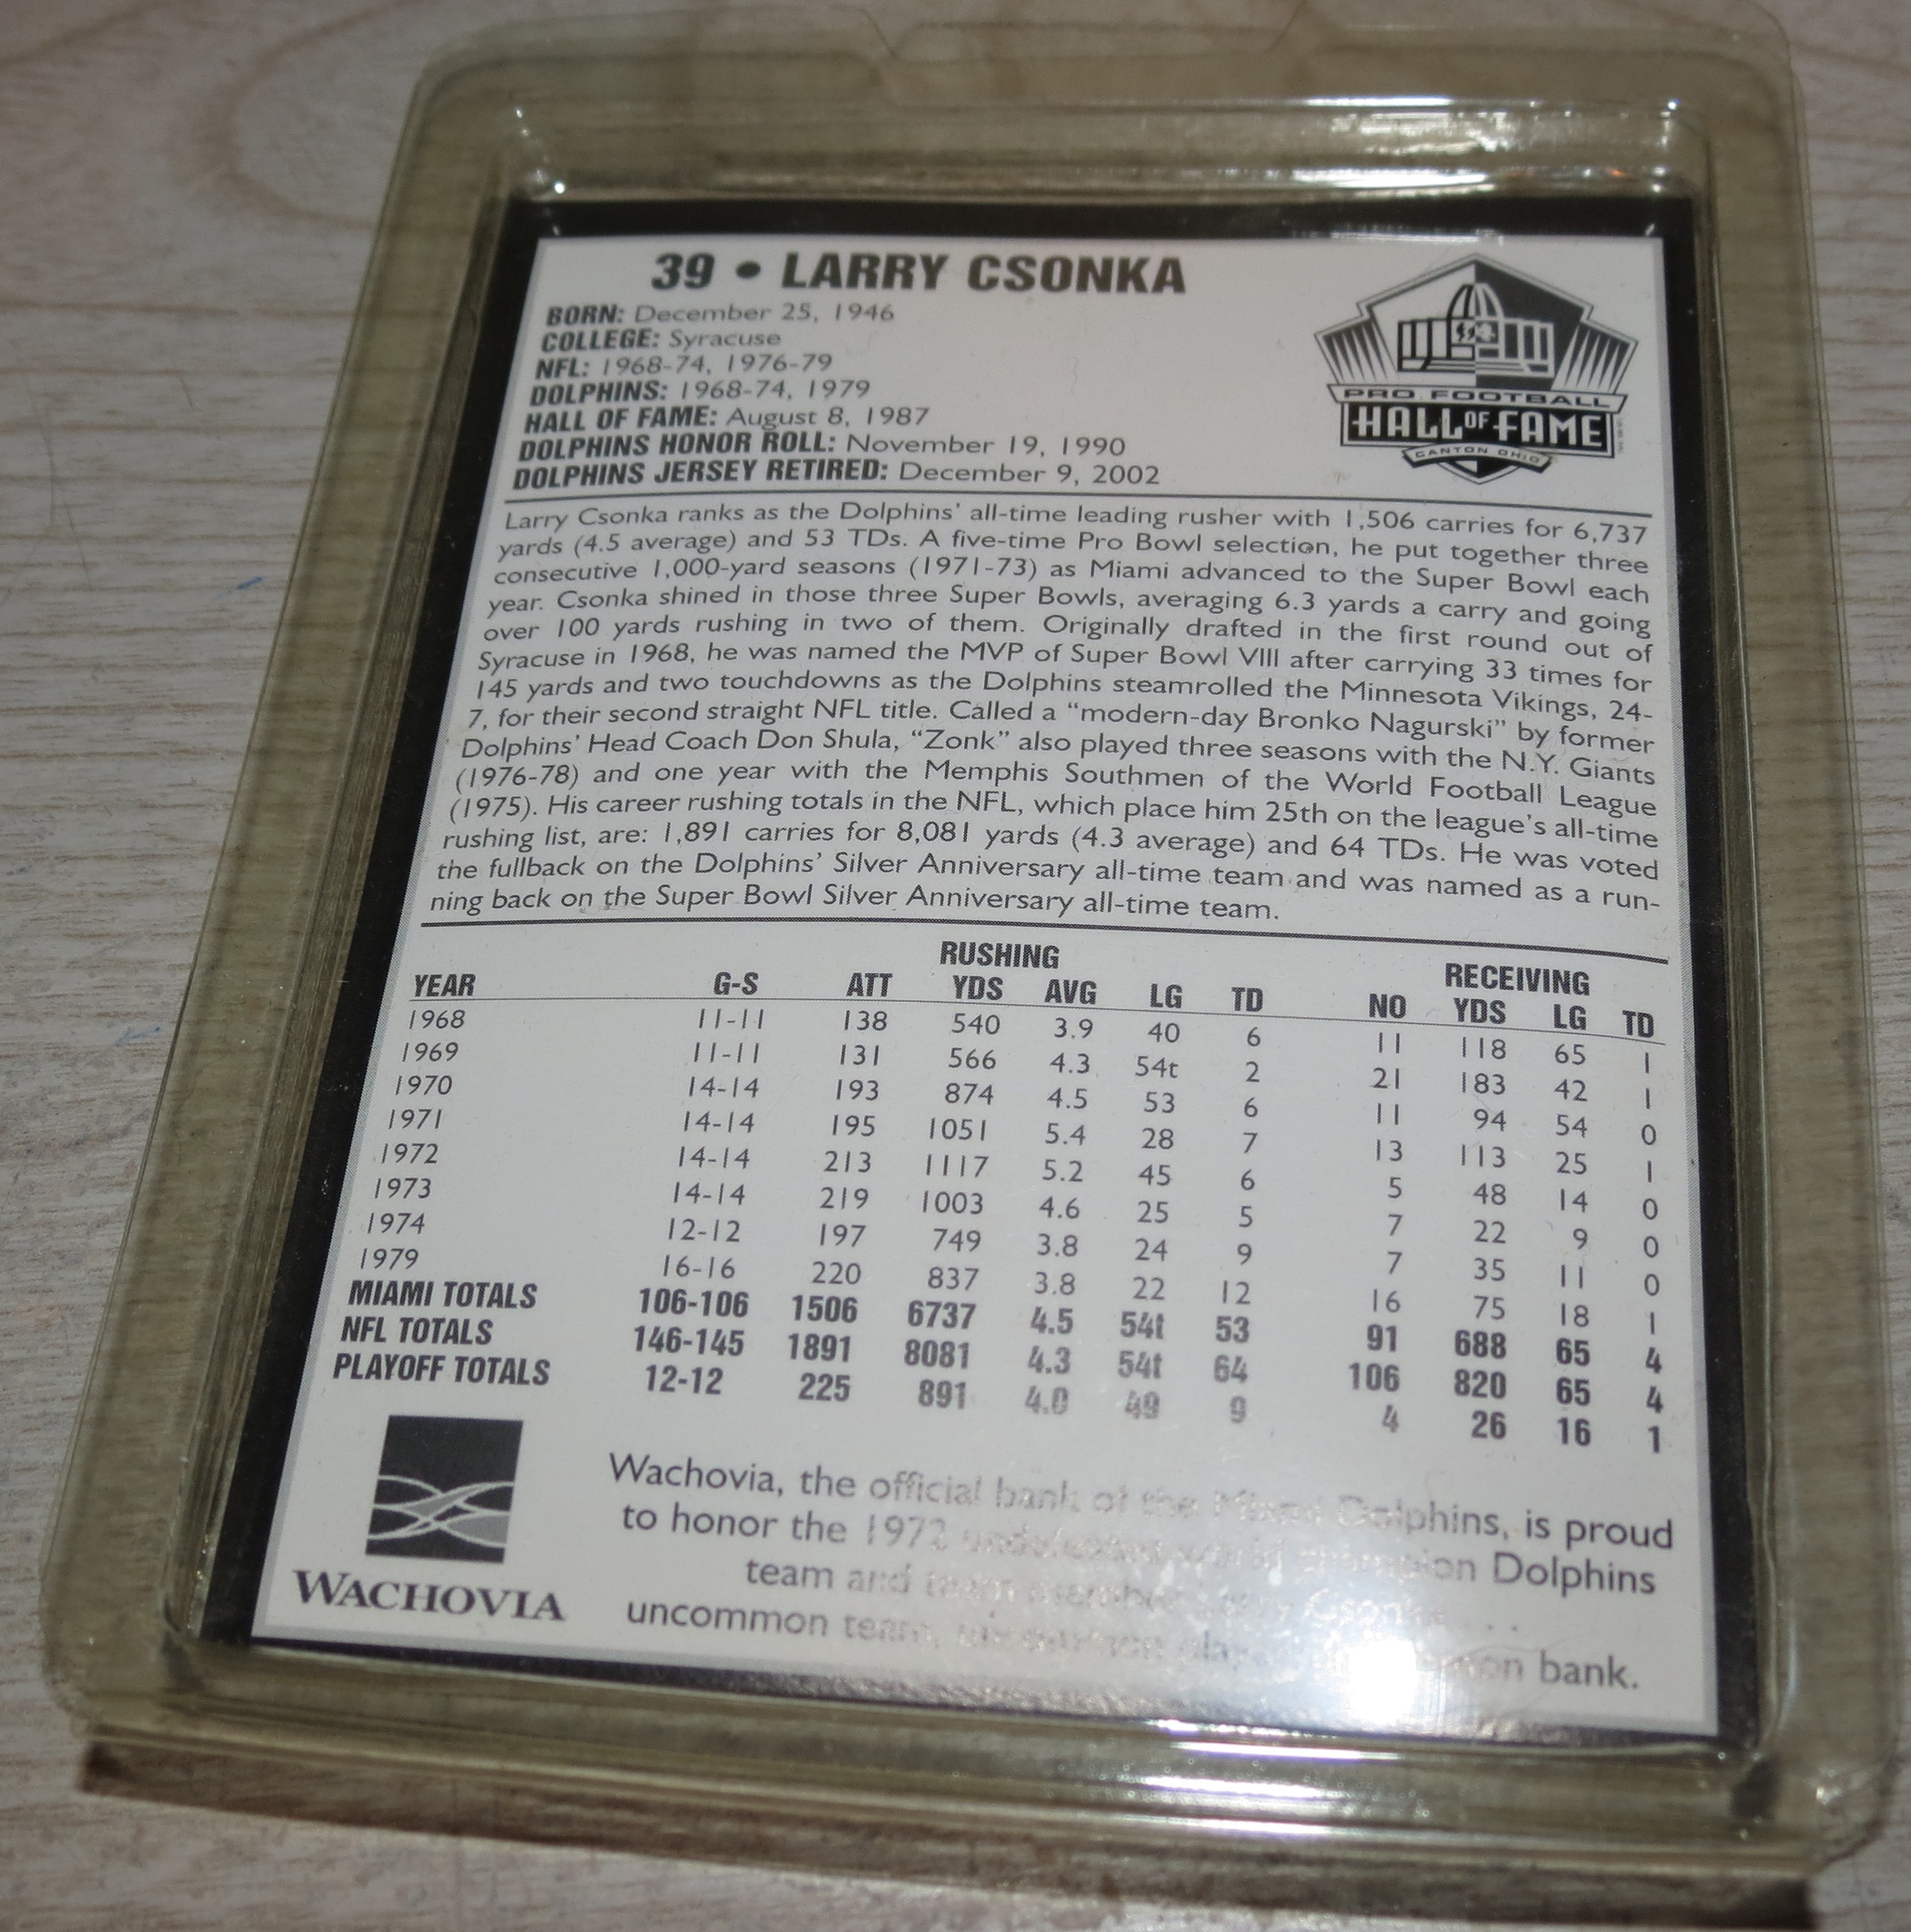 39 • LARRY CSONKA
BORN: December 25, 1946
COLLEGE: Syracuse
NFL: 1968-74, 1976-79
DOLPHINS: 1968-74, 1979
HALL OF FAME: August 8, 1987
DOLPHINS HONOR ROLL: November 19, 1990
DOLPHINS JERSEY RETIRED: December 9, 2002
PRO FOOTBALL
HALL OF FAME
CANTON OHIO
Larry Csonka ranks as the Dolphins' all-time leading rusher with 1,506 carries for 6,737
yards (4.5 average) and 53 TDs. A five-time Pro Bowl selection, he put together three
consecutive 1,000-yard seasons (1971-73) as Miami advanced to the Super Bowl each
year. Csonka shined in those three Super Bowls, averaging 6.3 yards a carry and going
over 100 yards rushing in two of them. Originally drafted in the first round out of
Syracuse in 1968, he was named the MVP of Super Bowl VIII after carrying 33 times for
145 yards and two touchdowns as the Dolphins steamrolled the Minnesota Vikings, 24-
7, for their second straight NFL title. Called a “modern-day Bronko Nagurski” by former
Dolphins' Head Coach Don Shula, “Zonk” also played three seasons with the N.Y. Giants
(1976-78) and one year with the Memphis Southmen of the World Football League
(1975). His career rushing totals in the NFL, which place him 25th on the league's all-time
rushing list, are: 1,891 carries for 8,081 yards (4.3 average) and 64 TDs. He was voted
the fullback on the Dolphins' Silver Anniversary all-time team and was named as a run-
ning back on the Super Bowl Silver Anniversary all-time team.
RUSHING RECEIVING
YEAR G-S ATT YDS AVG LG TD NO YDS LG TD
1968 11-11 138 540 3.9 40 6 11 118 65 1
1969 11-11 131 566 4.3 54t 2 21 183 42 1
1970 14-14 193 874 4.5 53 6 11 94 54 0
1971 14-14 195 1051 5.4 28 7 13 113 25 1
1972 14-14 213 1117 5.2 45 6 5 48 14 0
1973 14-14 219 1003 4.6 25 5 7 22 9 0
1974 12-12 197 749 3.8 24 9 7 35 11 0
1979 16-16 220 837 3.8 22 12 16 75 18 1
MIAMI TOTALS 106-106 1506 6737 4.5 54t 53 91 688 65 4
NFL TOTALS 146-145 1891 8081 4.3 54t 64 106 820 65 4
PLAYOFF TOTALS 12-12 225 891 4.0 49 9 4 26 16 1
WACHOVIA
Wachovia, the official bank of the Miami Dolphins, is proud
to honor the 1972 undefeated world champion Dolphins
team and team member Larry Csonka . . .
uncommon team, uncommon bank.